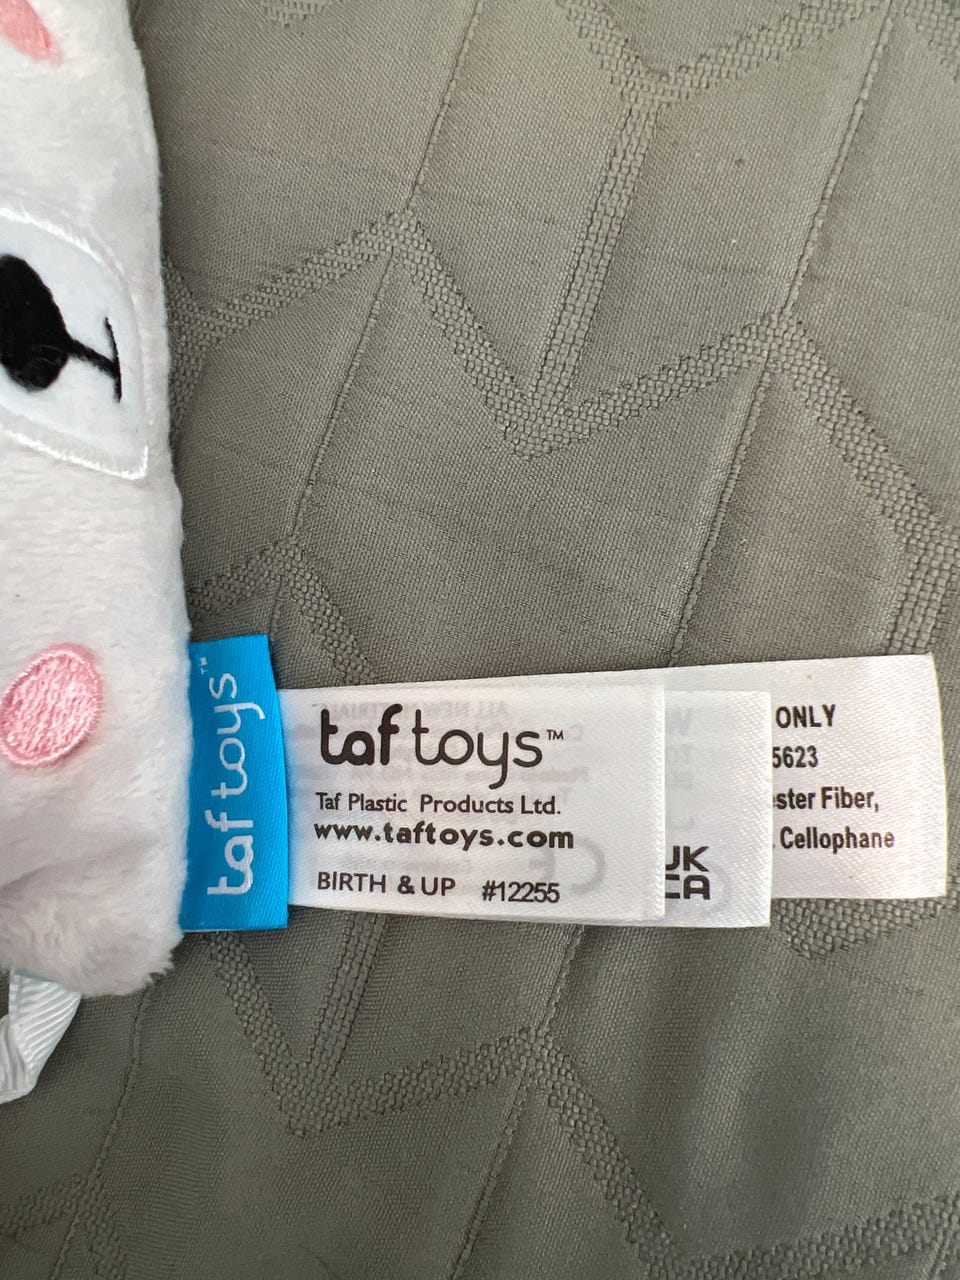 taf toys™
taf toys™
Taf Plastic Products Ltd.
www.taftoys.com
BIRTH & UP #12255
UK
CA
ONLY
5623
ster Fiber,
Cellophane